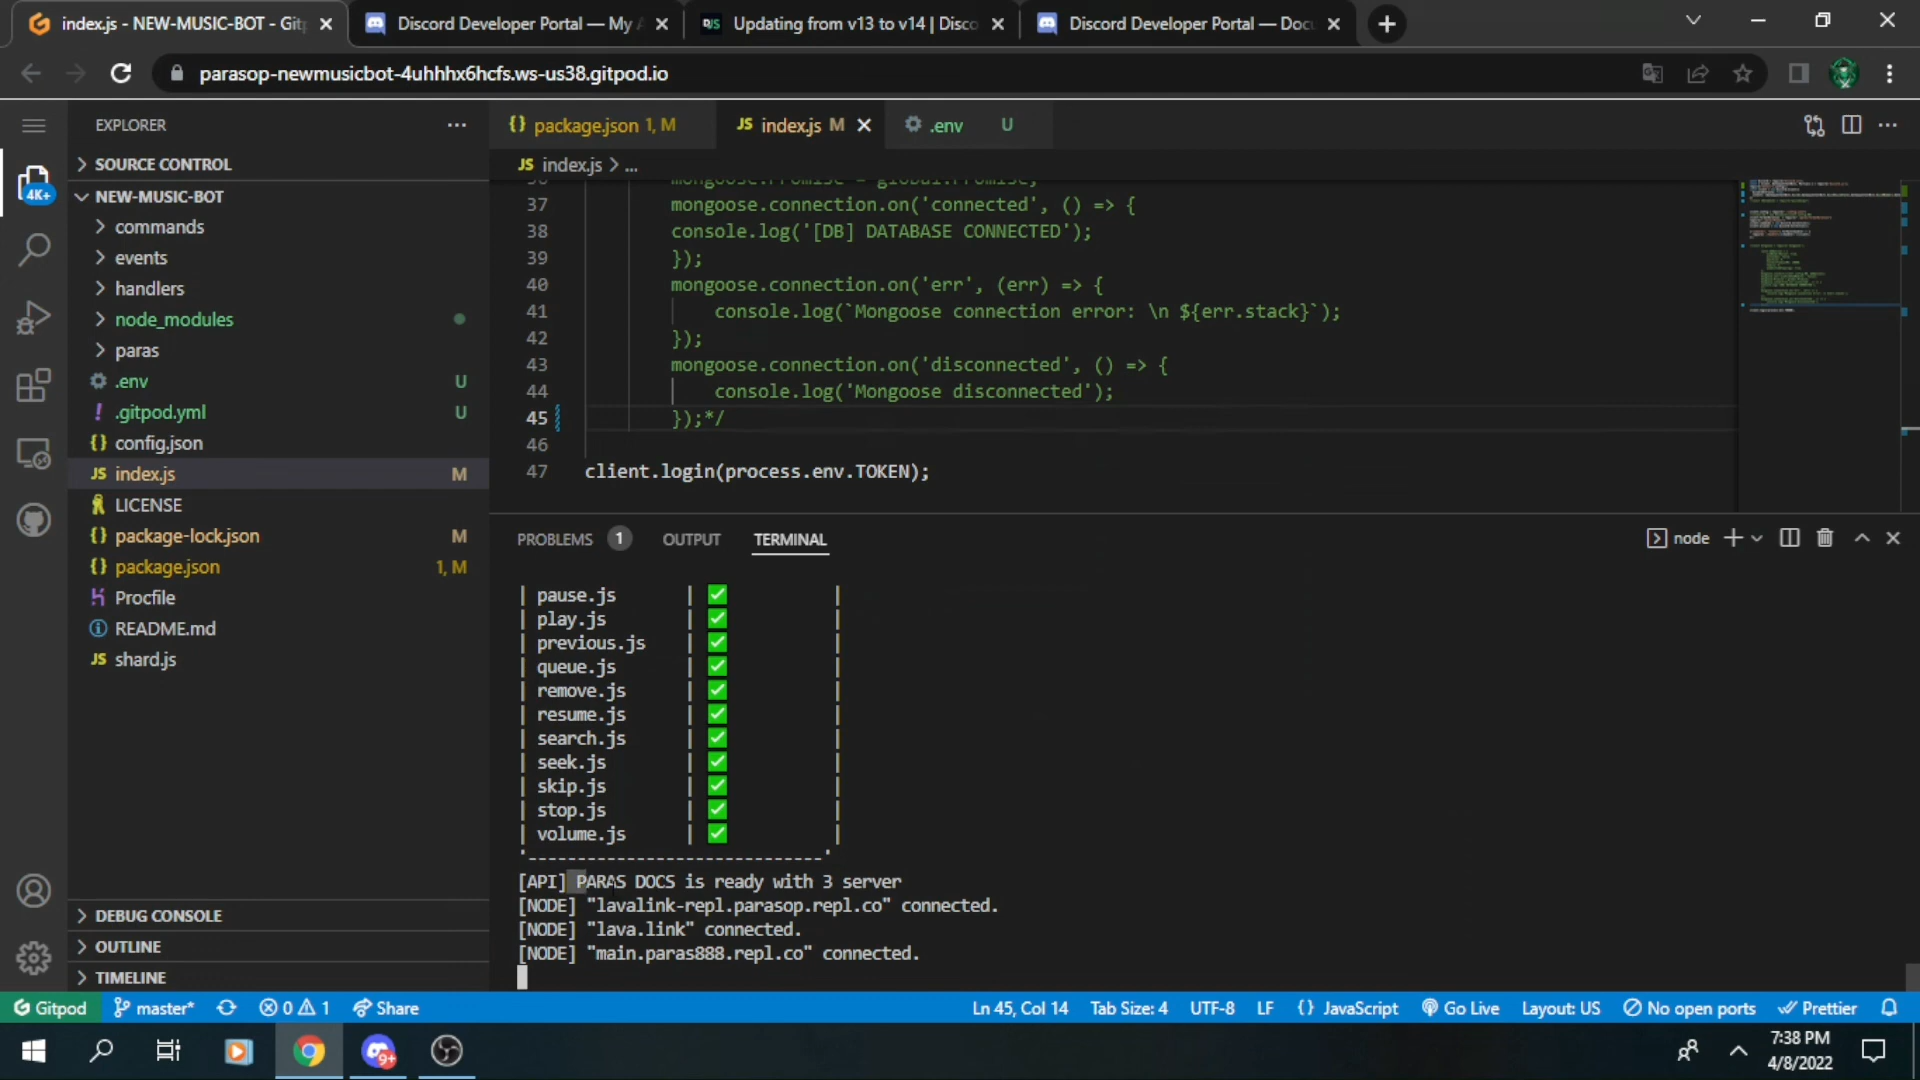 index.js - NEW-MUSIC-BOT - Git
Discord Developer Portal — My A
Updating from v13 to v14 | Disco
Discord Developer Portal — Docu
parasop-newmusicbot-4uhhhx6hcfs.ws-us38.gitpod.io
EXPLORER
SOURCE CONTROL
4K+
NEW-MUSIC-BOT
commands
events
handlers
node_modules
paras
.env U
.gitpod.yml U
config.json
index.js M
LICENSE
package-lock.json M
package.json 1, M
Procfile
README.md
shard.js
DEBUG CONSOLE
OUTLINE
TIMELINE
package.json 1, M
index.js M
.env U
index.js > ...
mongoose.Promise = global.Promise;
37 mongoose.connection.on('connected', () => {
38 console.log('[DB] DATABASE CONNECTED');
39 });
40 mongoose.connection.on('err', (err) => {
41 console.log(`Mongoose connection error: \n ${err.stack}`);
42 });
43 mongoose.connection.on('disconnected', () => {
44 console.log('Mongoose disconnected');
45 });*/
46
47 client.login(process.env.TOKEN);
PROBLEMS 1 OUTPUT TERMINAL
node
| pause.js | ✅ |
| play.js | ✅ |
| previous.js | ✅ |
| queue.js | ✅ |
| remove.js | ✅ |
| resume.js | ✅ |
| search.js | ✅ |
| seek.js | ✅ |
| skip.js | ✅ |
| stop.js | ✅ |
| volume.js | ✅ |
'----------------------------'
[API] PARAS DOCS is ready with 3 server
[NODE] "lavalink-repl.parasop.repl.co" connected.
[NODE] "lava.link" connected.
[NODE] "main.paras888.repl.co" connected.
Gitpod master* 0 1 Share Ln 45, Col 14 Tab Size: 4 UTF-8 LF {} JavaScript Go Live Layout: US No open ports Prettier
9+
7:38 PM
4/8/2022